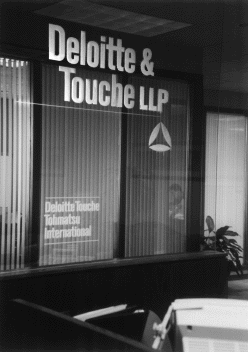 Deloitte &
Touche LLP
Deloitte Touche
Tohmatsu
International